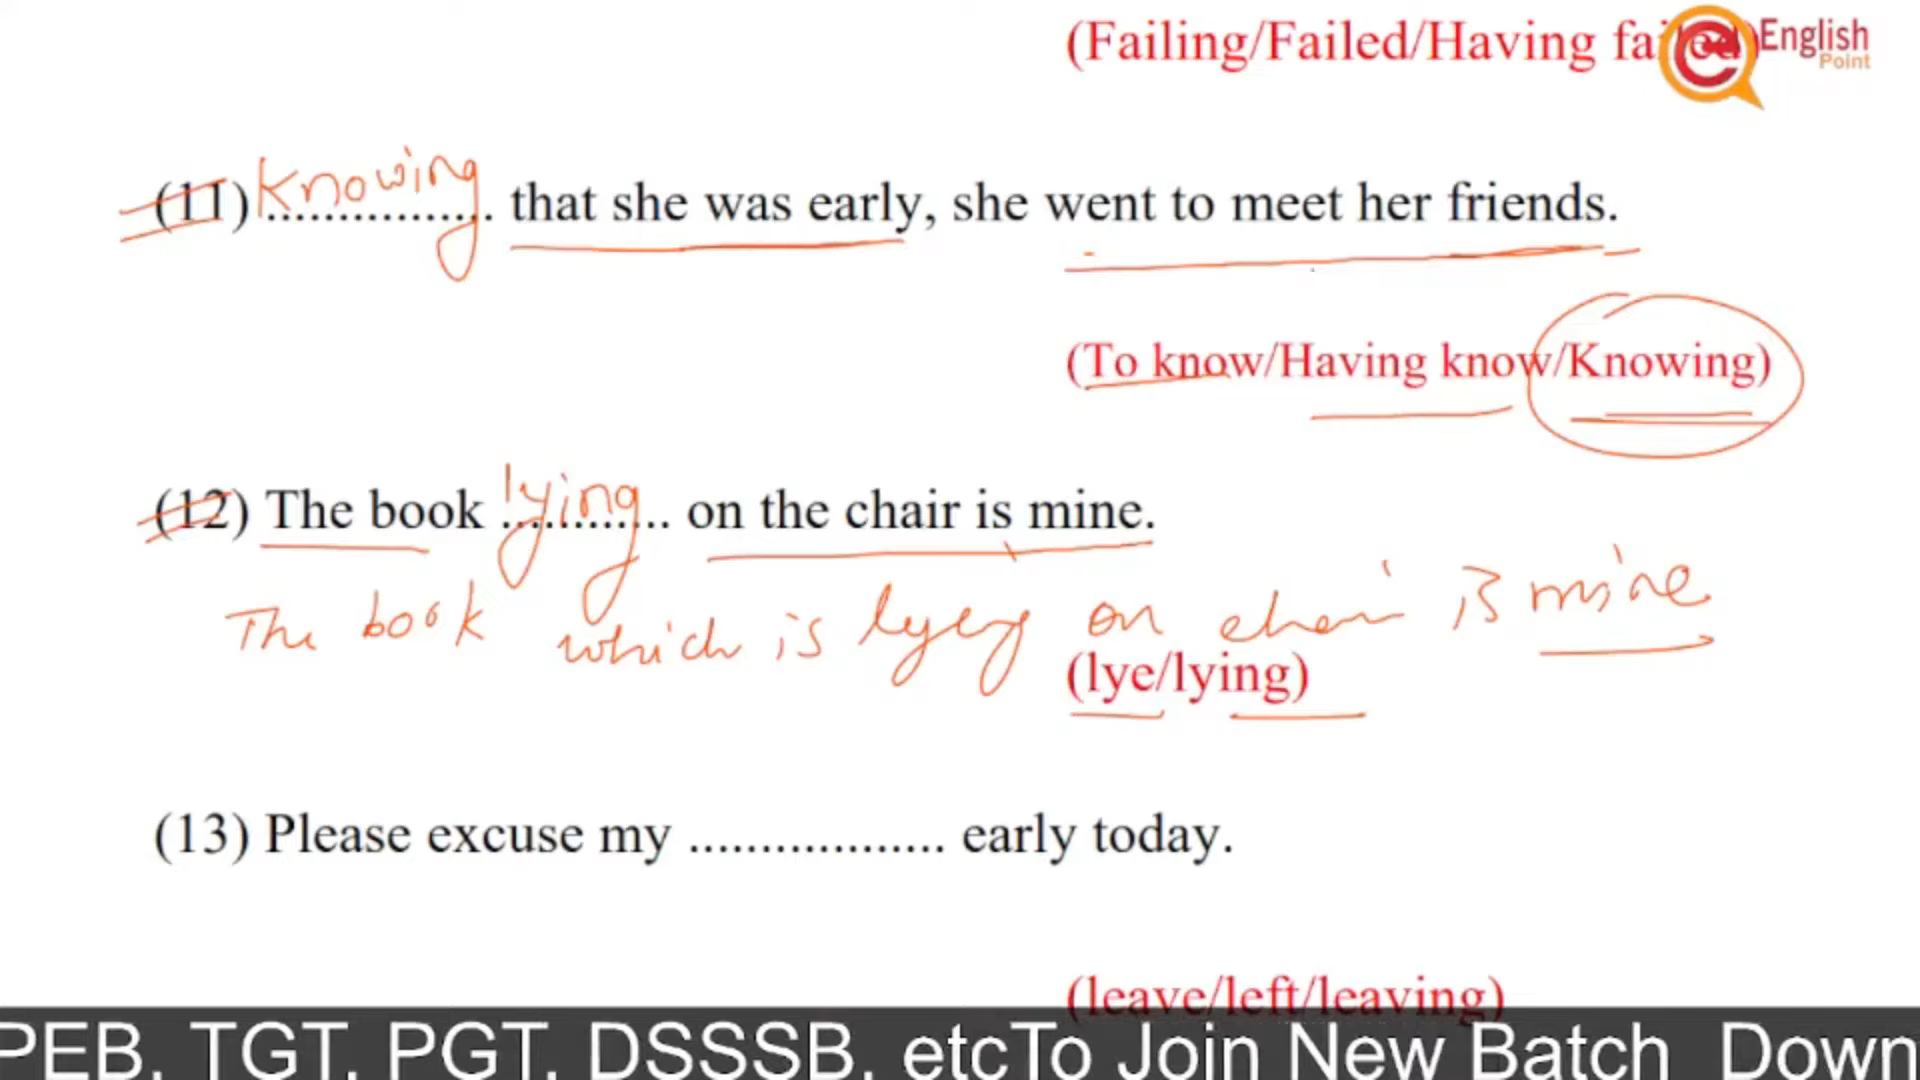 (Failing/Failed/Having failed)
English
Point
(11) Knowing ................ that she was early, she went to meet her friends.
(To know/Having know/Knowing)
(12) The book lying ............ on the chair is mine.
The book which is lying on chair is mine
(lye/lying)
(13) Please excuse my .................. early today.
(leave/left/leaving)
PEB, TGT, PGT, DSSSB, etcTo Join New Batch Down